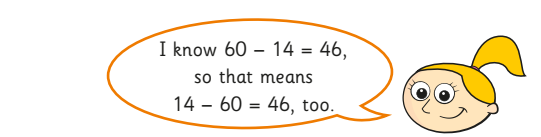 I know 60 – 14 = 46,
so that means
14 – 60 = 46, too.